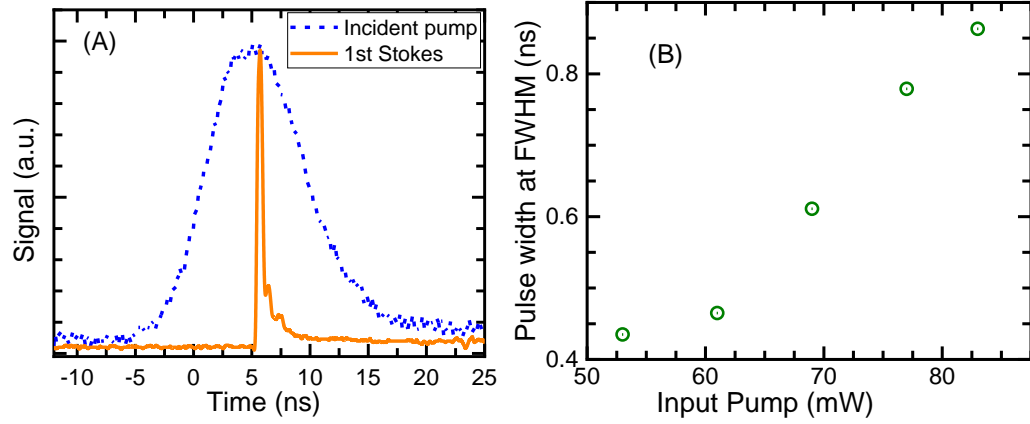 (A)
Incident pump
1st Stokes
Signal (a.u.)
-10 -5 0 5 10 15 20 25
Time (ns)
(B)
Pulse width at FWHM (ns)
0.8
0.6
0.4
50 60 70 80
Input Pump (mW)